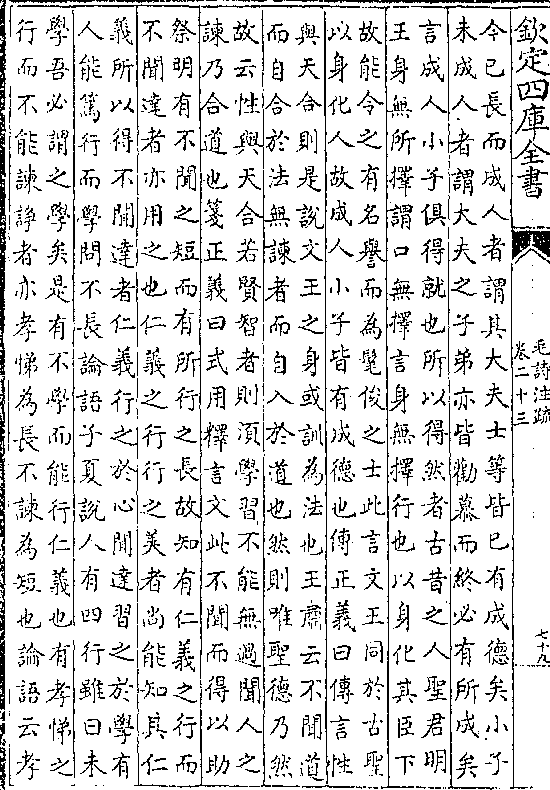 欽定四庫全書
毛詩注疏
卷二十三
七十九
今已長而成人者謂其大夫士等皆已有成德矣小子
未成人者謂大夫之子弟亦皆勸慕而終必有所成矣
言成人小子俱得就也所以得然者古昔之人聖君明
王身無所擇謂口無擇言身無擇行也以身化其臣下
故能令之有名譽而為髦俊之士此言文王同於古聖
以身化人故成人小子皆有成德也傳正義曰傳言性
與天合則是說文王之身或訓為法也王肅云不聞道
而自合於法無諫者而自入於道也然則唯聖德乃然
故云性與天合若賢智者則須學習不能無過聞人之
諫乃合道也箋正義曰式用釋言文此不聞而得以助
祭明有不聞之短而有所行之長故知有仁義之行而
不聞達者亦用之也仁義之行行之美者尚能知其仁
義所以得不聞達者仁義行之於心聞達習之於學有
人能篤行而學問不長論語子夏說人有四行雖曰未
學吾必謂之學矣是有不學而能行仁義也有孝悌之
行而不能諫諍者亦孝悌為長不諫為短也論語云孝